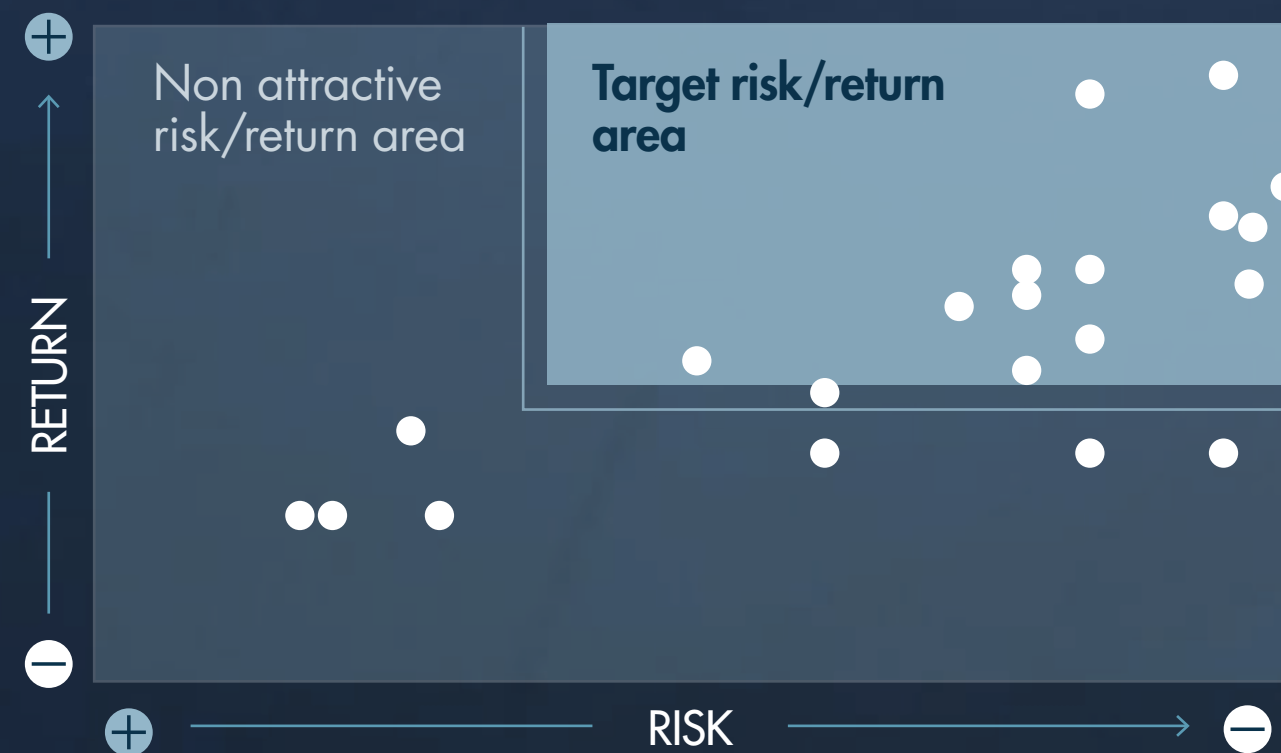 Non attractive
risk/return area
Target risk/return
area
RETURN
RISK